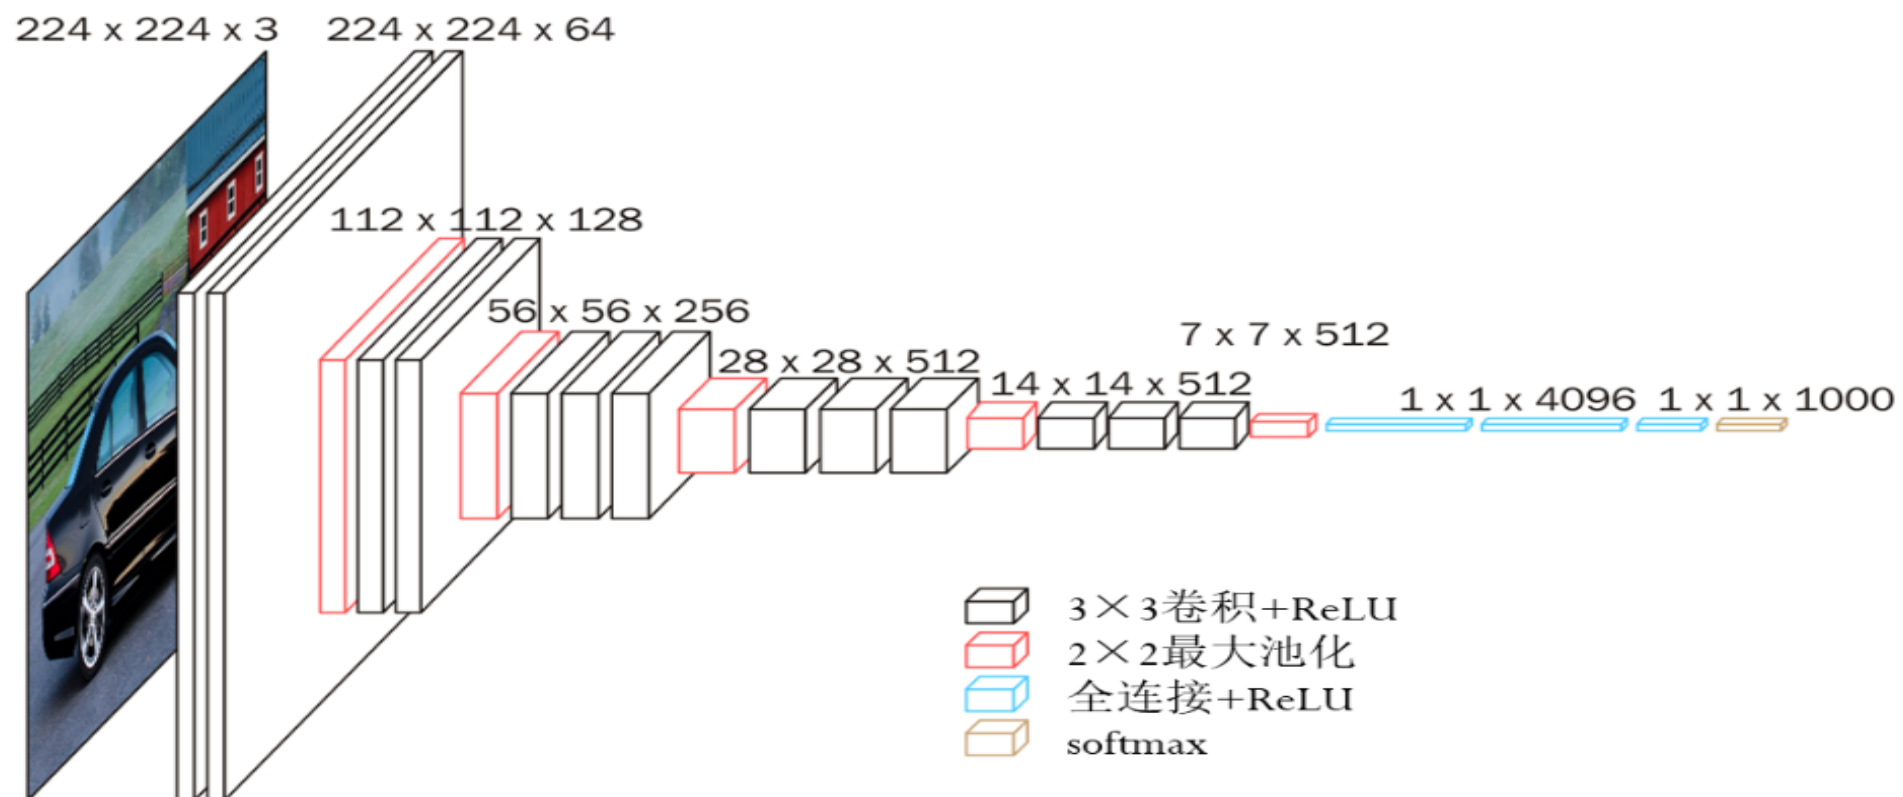 224 x 224 x 3
224 x 224 x 64
112 x 112 x 128
56 x 56 x 256
28 x 28 x 512
14 x 14 x 512
7 x 7 x 512
1 x 1 x 4096
1 x 1 x 1000
3×3卷积+ReLU
2×2最大池化
全连接+ReLU
softmax